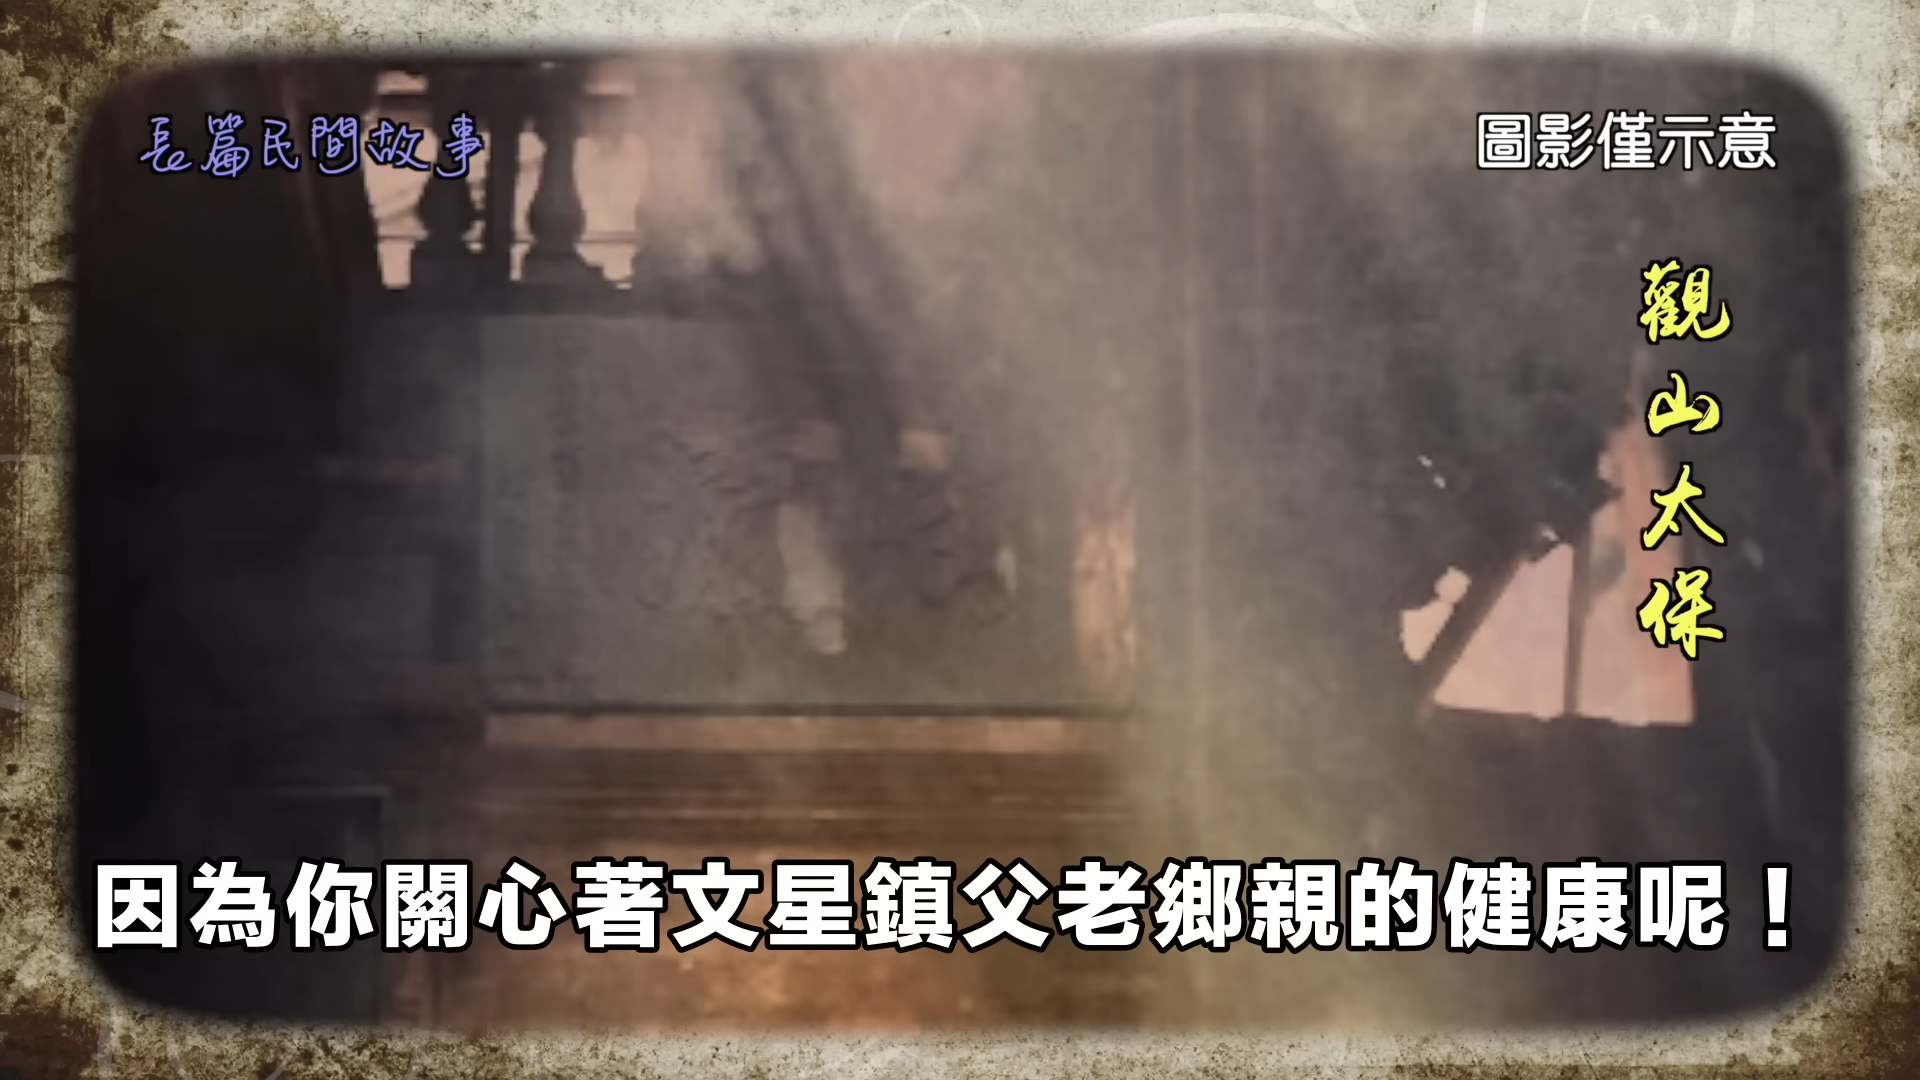 長篇民間故事
圖影僅示意
觀山太保
因為你關心著文星鎮父老鄉親的健康呢！